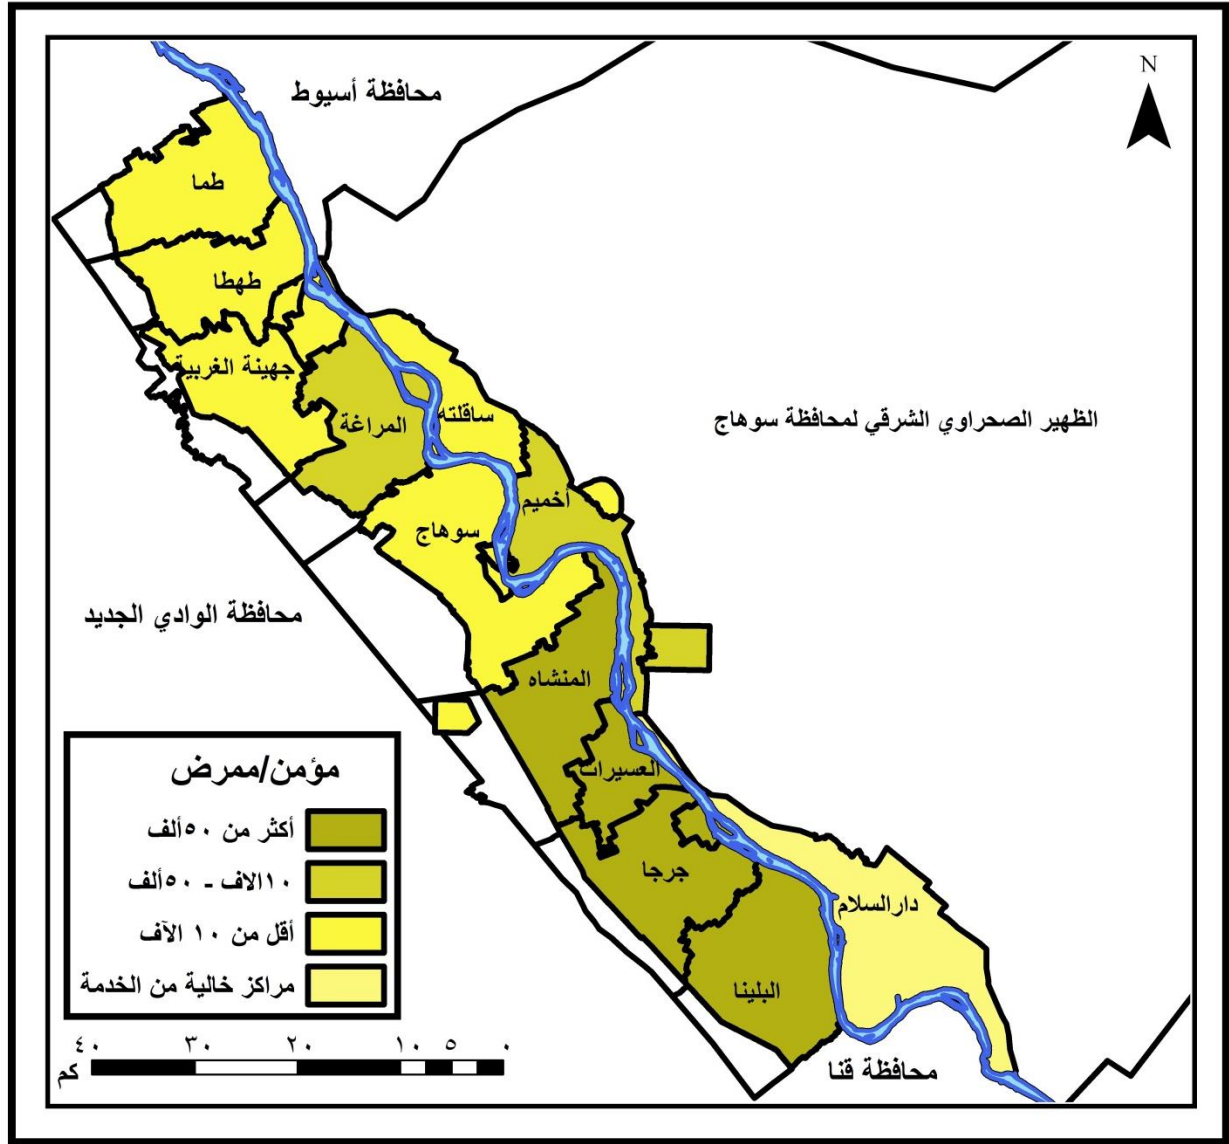 محافظة أسيوط
N
طما
طهطا
جهينة الغربية
المراغة
ساقلته
الظهير الصحراوي الشرقي لمحافظة سوهاج
أخميم
سوهاج
محافظة الوادي الجديد
المنشاه
العسيرات
جرجا
دارالسلام
البلينا
محافظة قنا
مؤمن/ممرض
أكثر من ٥٠ألف
١٠الاف - ٥٠ألف
أقل من ١٠ الآف
مراكز خالية من الخدمة
٤٠ ٣٠ ٢٠ ١٠ ٥ ٠
كم